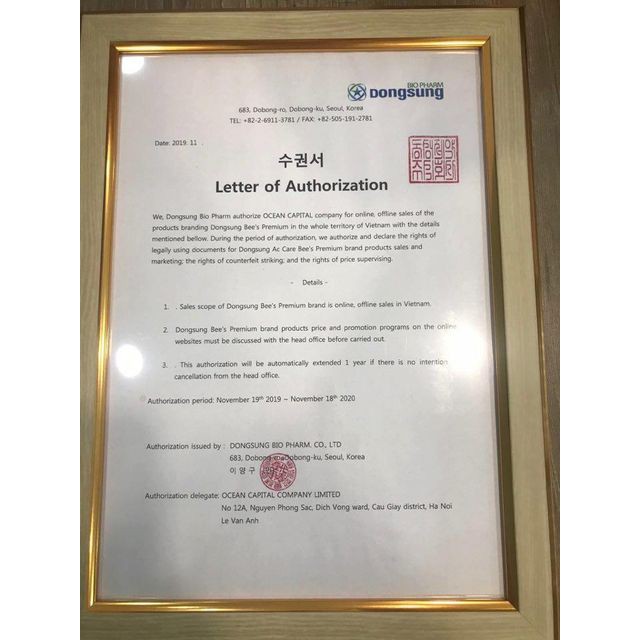 BIO PHARM
DONGSUNG
683, Dobong-ro, Dobong-ku, Seoul, Korea
TEL: +82-2-6911-3781 / FAX: +82-505-191-2781
Date: 2019. 11 .
수권서
Letter of Authorization
We, Dongsung Bio Pharm authorize OCEAN CAPITAL company for online, offline sales of the
products branding Dongsung Bee's Premium in the whole territory of Vietnam with the details
mentioned bellow. During the period of authorization, we authorize and declare the rights of
legally using documents for Dongsung Ac Care Bee's Premium brand products sales and
marketing; the rights of counterfeit striking; and the rights of price supervising.
- Details -
1. . Sales scope of Dongsung Bee's Premium brand is online, offline sales in Vietnam.
2. Dongsung Bee's Premium brand products price and promotion programs on the online
websites must be discussed with the head office before carried out.
3. . This authorization will be automatically extended 1 year if there is no intention
cancellation from the head office.
Authorization period: November 19th 2019 ~ November 18th 2020
Authorization issued by : DONGSUNG BIO PHARM. CO., LTD
683, Dobong-ro, Dobong-ku, Seoul, Korea
이양구
Authorization delegate: OCEAN CAPITAL COMPANY LIMITED
No 12A, Nguyen Phong Sac, Dich Vong ward, Cau Giay district, Ha Noi
Le Van Anh